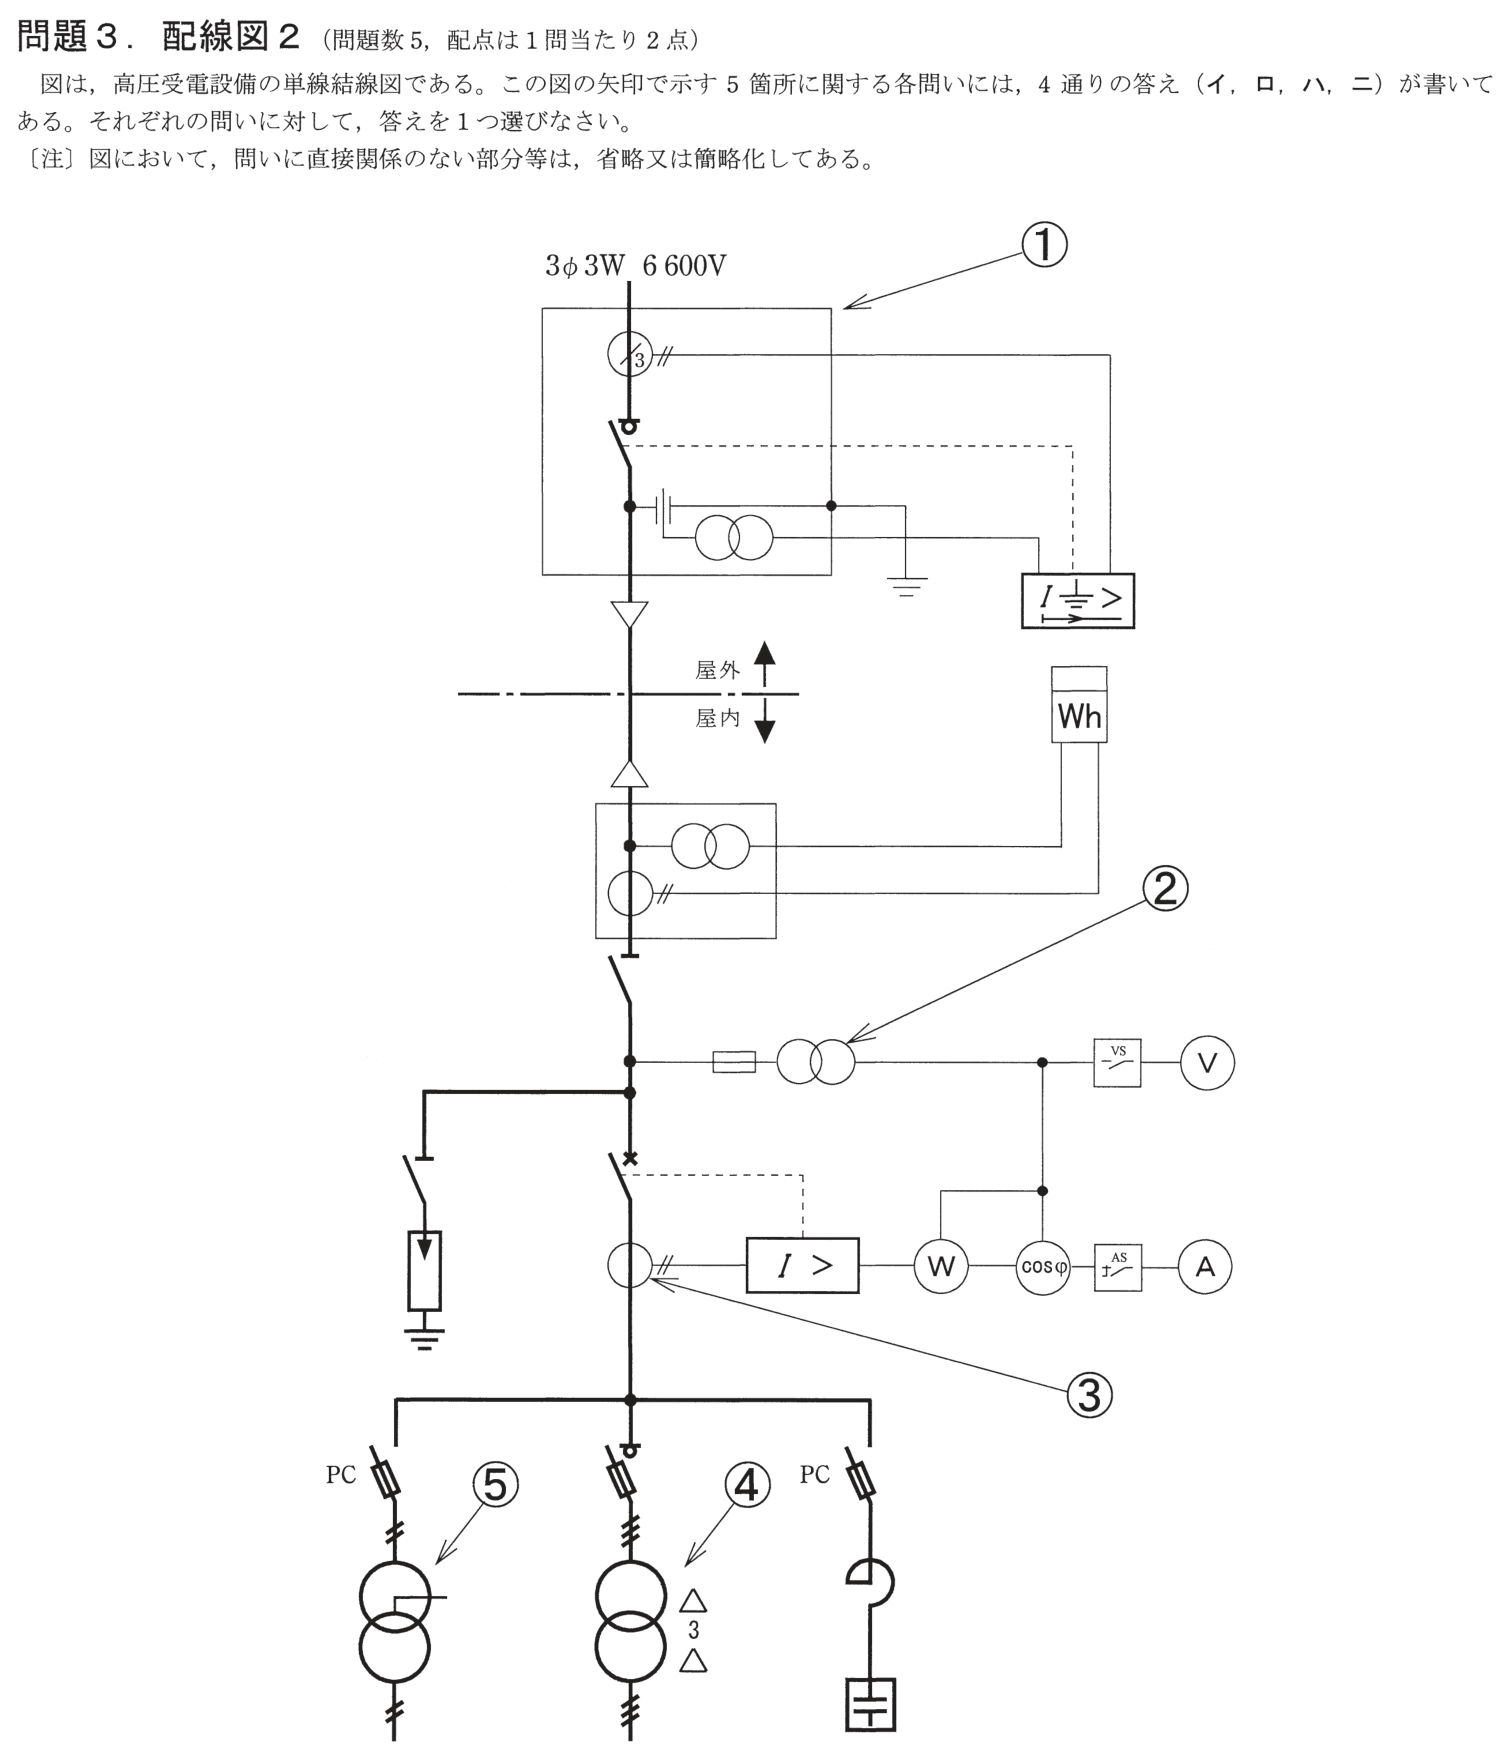 問題3．配線図2（問題数5，配点は1問当たり2点）
図は，高圧受電設備の単線結線図である。この図の矢印で示す 5 箇所に関する各問いには，4 通りの答え（イ，ロ，ハ，ニ）が書いて
ある。それぞれの問いに対して，答えを1つ選びなさい。
〔注〕図において，問いに直接関係のない部分等は，省略又は簡略化してある。
①
3φ3W 6 600V
3
I >
屋外
屋内
Wh
②
VS
V
I >
W
cosφ
AS
A
③
PC
⑤
④
PC
3